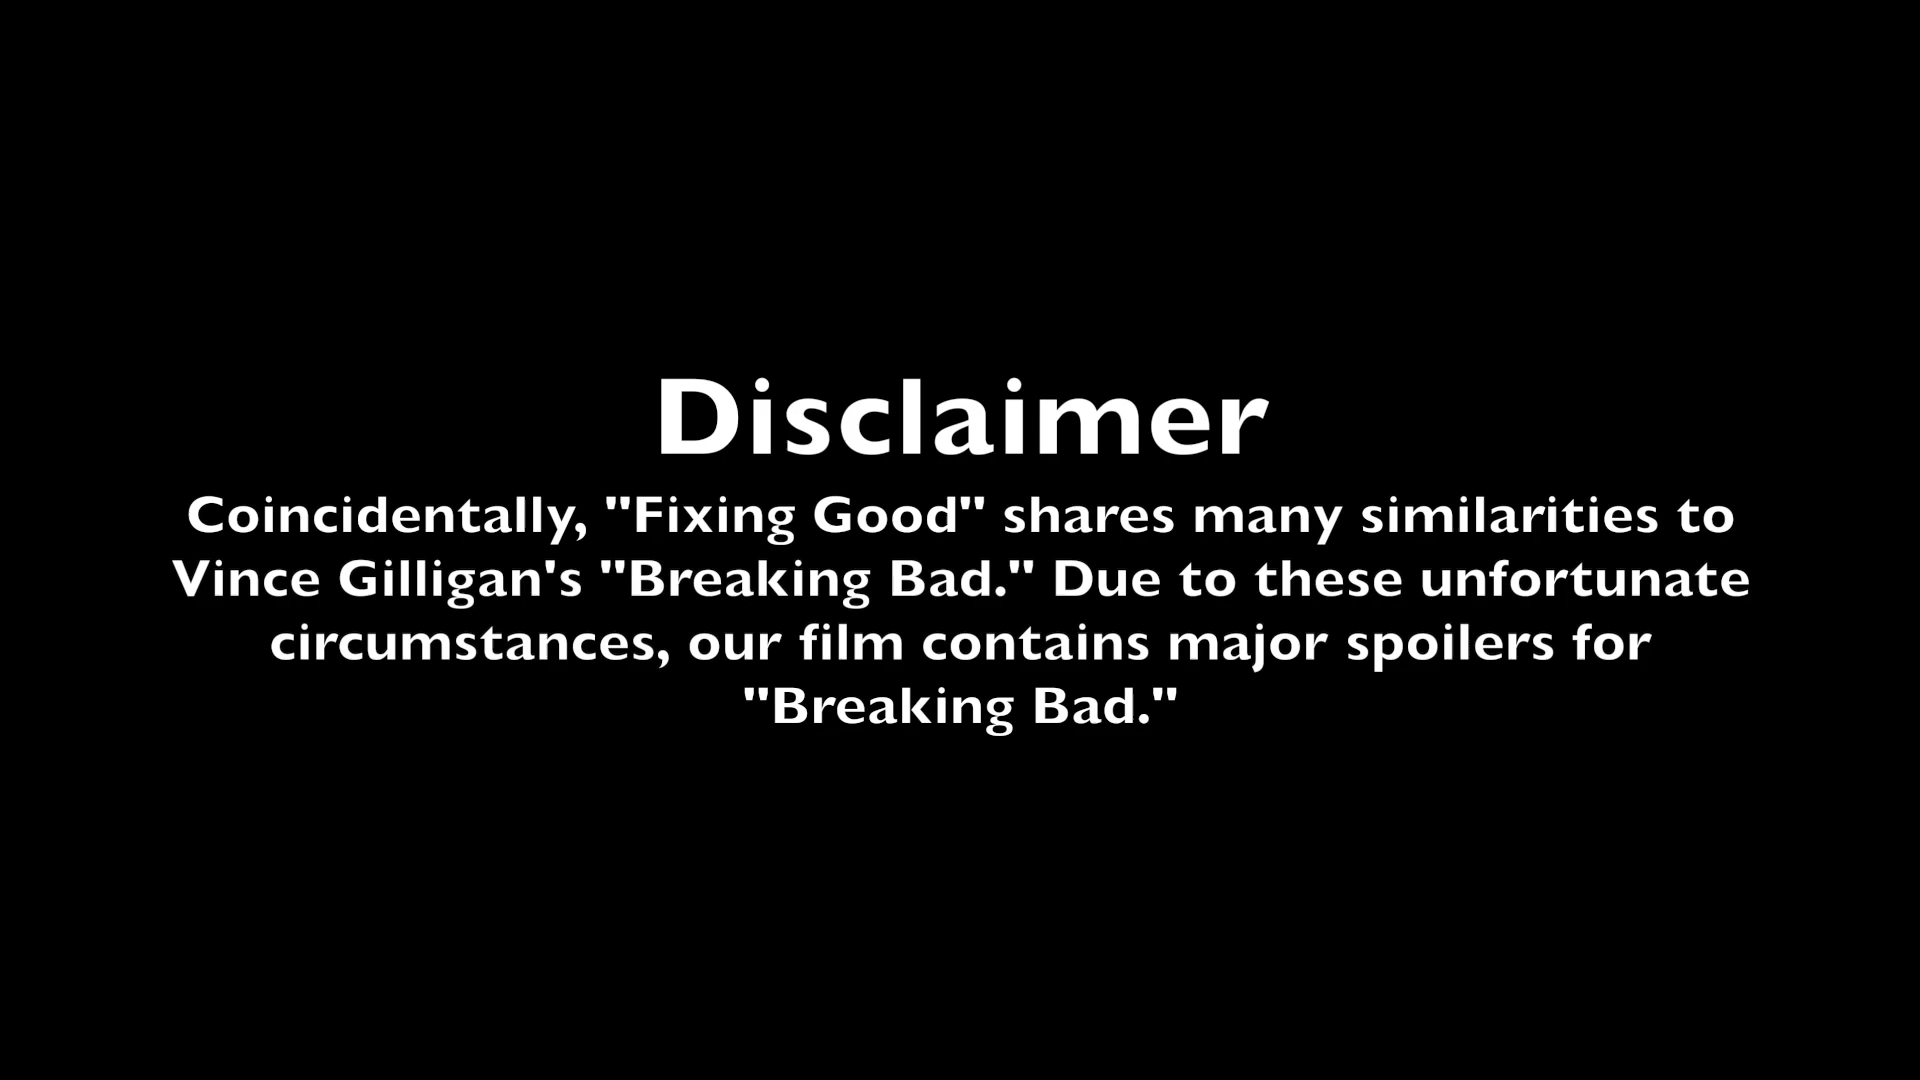 Disclaimer
Coincidentally, "Fixing Good" shares many similarities to
Vince Gilligan's "Breaking Bad." Due to these unfortunate
circumstances, our film contains major spoilers for
"Breaking Bad."